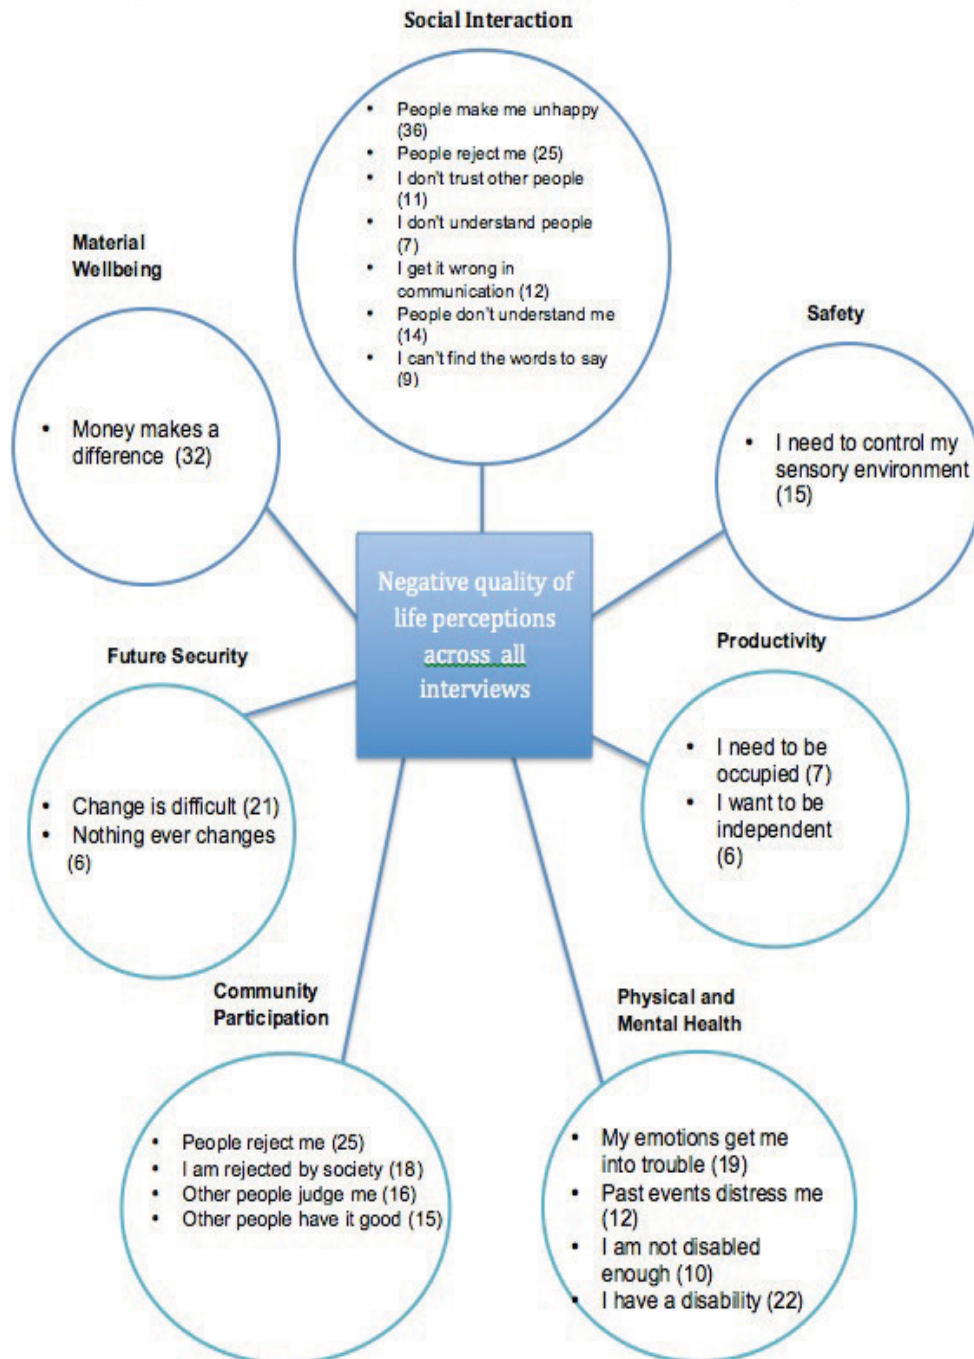 Social Interaction
• People make me unhappy
(36)
• People reject me (25)
• I don't trust other people
(11)
• I don't understand people
(7)
• I get it wrong in
communication (12)
• People don't understand me
(14)
• I can't find the words to say
(9)
Material
Wellbeing
• Money makes a
difference (32)
Safety
• I need to control my
sensory environment
(15)
Negative quality of
life perceptions
across all
interviews
Future Security
• Change is difficult (21)
• Nothing ever changes
(6)
Productivity
• I need to be
occupied (7)
• I want to be
independent
(6)
Community
Participation
• People reject me (25)
• I am rejected by society (18)
• Other people judge me (16)
• Other people have it good (15)
Physical and
Mental Health
• My emotions get me
into trouble (19)
• Past events distress me
(12)
• I am not disabled
enough (10)
• I have a disability (22)